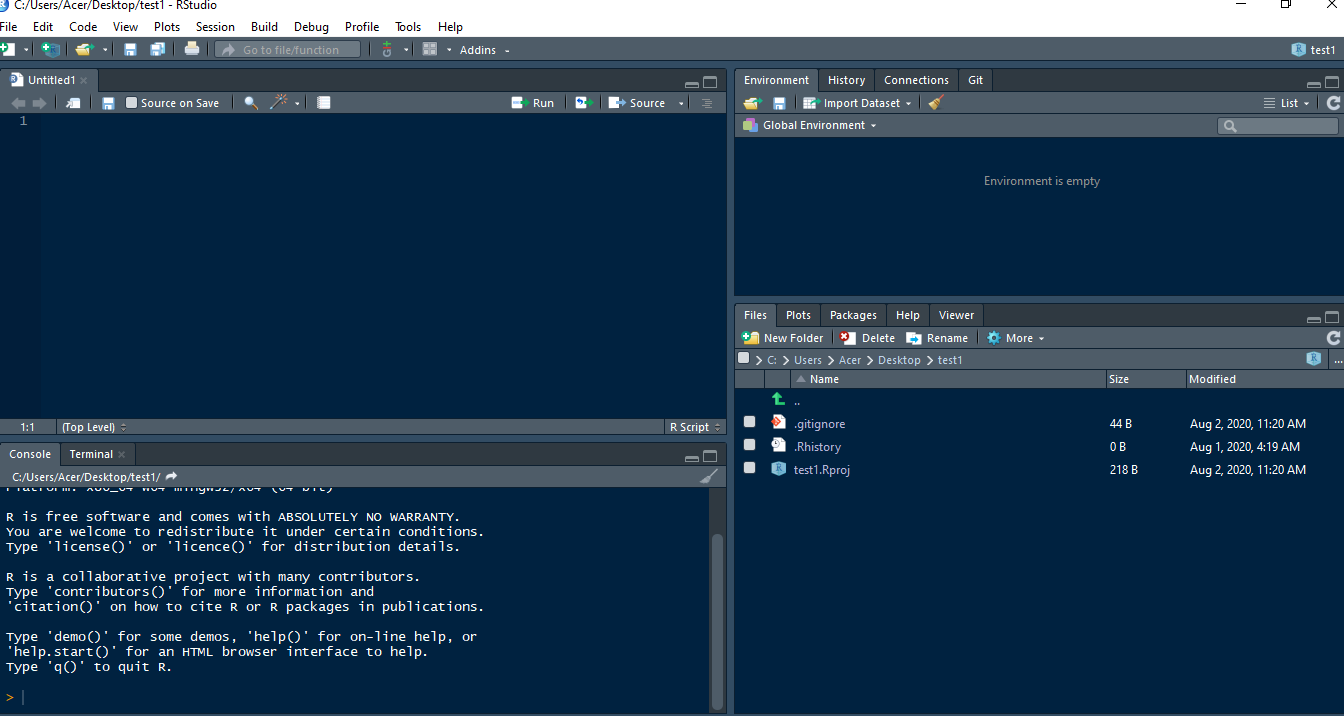 C:/Users/Acer/Desktop/test1 - RStudio
File Edit Code View Plots Session Build Debug Profile Tools Help
Go to file/function Addins test1
Untitled1
Source on Save Run Source
1
1:1 (Top Level) R Script
Console Terminal
C:/Users/Acer/Desktop/test1/
Platform: x86_64-w64-mingw32/x64 (64-bit)
R is free software and comes with ABSOLUTELY NO WARRANTY.
You are welcome to redistribute it under certain conditions.
Type 'license()' or 'licence()' for distribution details.
R is a collaborative project with many contributors.
Type 'contributors()' for more information and
'citation()' on how to cite R or R packages in publications.
Type 'demo()' for some demos, 'help()' for on-line help, or
'help.start()' for an HTML browser interface to help.
Type 'q()' to quit R.
>
Environment History Connections Git
Import Dataset List
Global Environment
Environment is empty
Files Plots Packages Help Viewer
New Folder Delete Rename More
C: Users Acer Desktop test1 ...
Name Size Modified
..
.gitignore 44 B Aug 2, 2020, 11:20 AM
.Rhistory 0 B Aug 1, 2020, 4:19 AM
test1.Rproj 218 B Aug 2, 2020, 11:20 AM